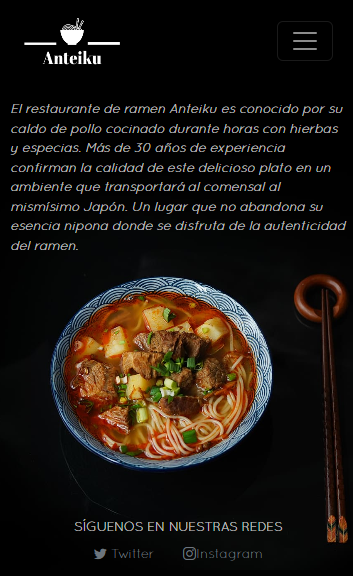 Anteiku
El restaurante de ramen Anteiku es conocido por su
caldo de pollo cocinado durante horas con hierbas
y especias. Más de 30 años de experiencia
confirman la calidad de este delicioso plato en un
ambiente que transportará al comensal al
mismísimo Japón. Un lugar que no abandona su
esencia nipona donde se disfruta de la autenticidad
del ramen.
SÍGUENOS EN NUESTRAS REDES
Twitter Instagram